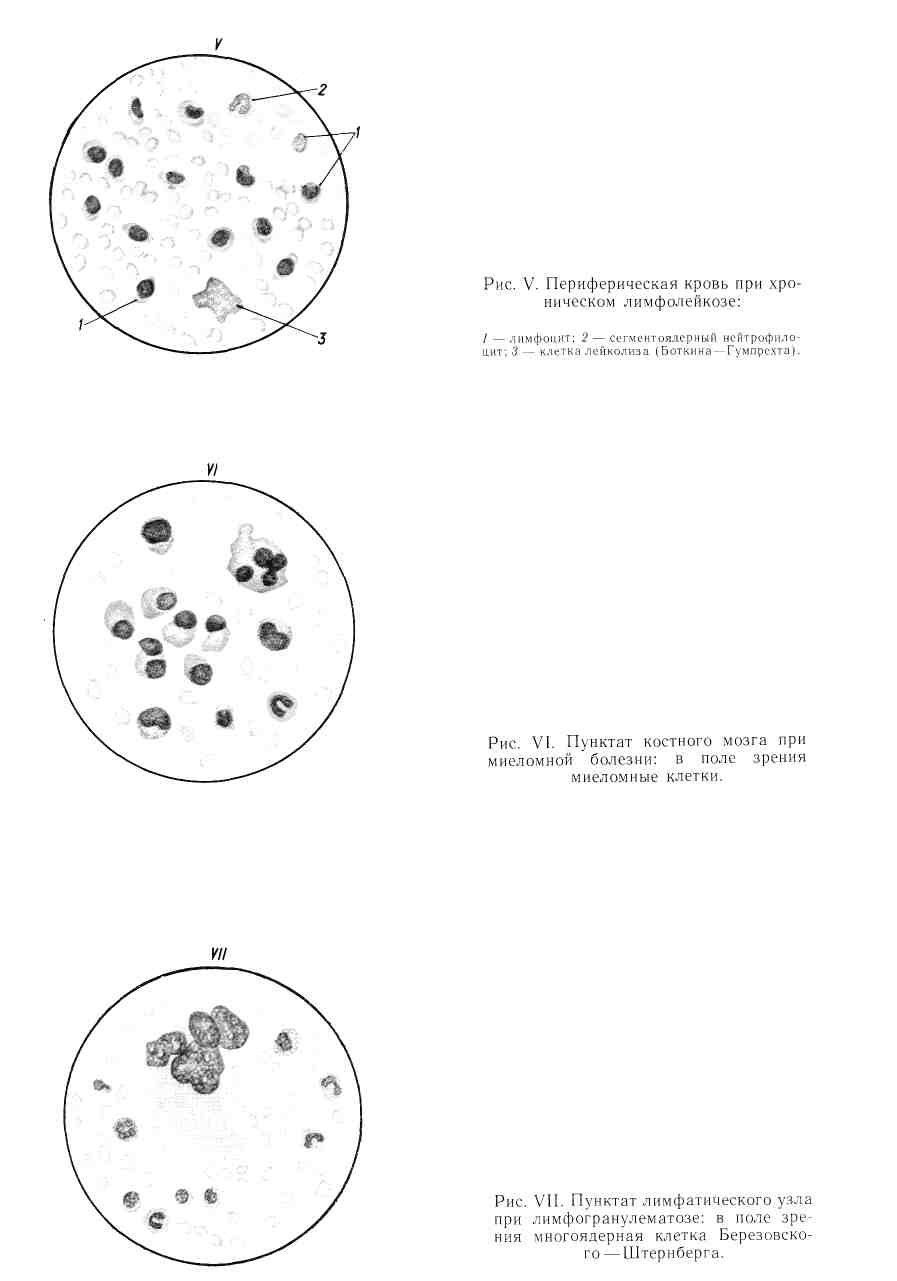 V
2
1
1
3
Рис. V. Периферическая кровь при хро-
ническом лимфолейкозе:
1 — лимфоцит; 2 — сегментоядерный нейтрофило-
цит; 3 — клетка лейколиза (Боткина—Гумпрехта).
VI
Рис. VI. Пунктат костного мозга при
миеломной болезни: в поле зрения
миеломные клетки.
VII
Рис. VII. Пунктат лимфатического узла
при лимфогранулематозе: в поле зре-
ния многоядерная клетка Березовско-
го — Штернберга.